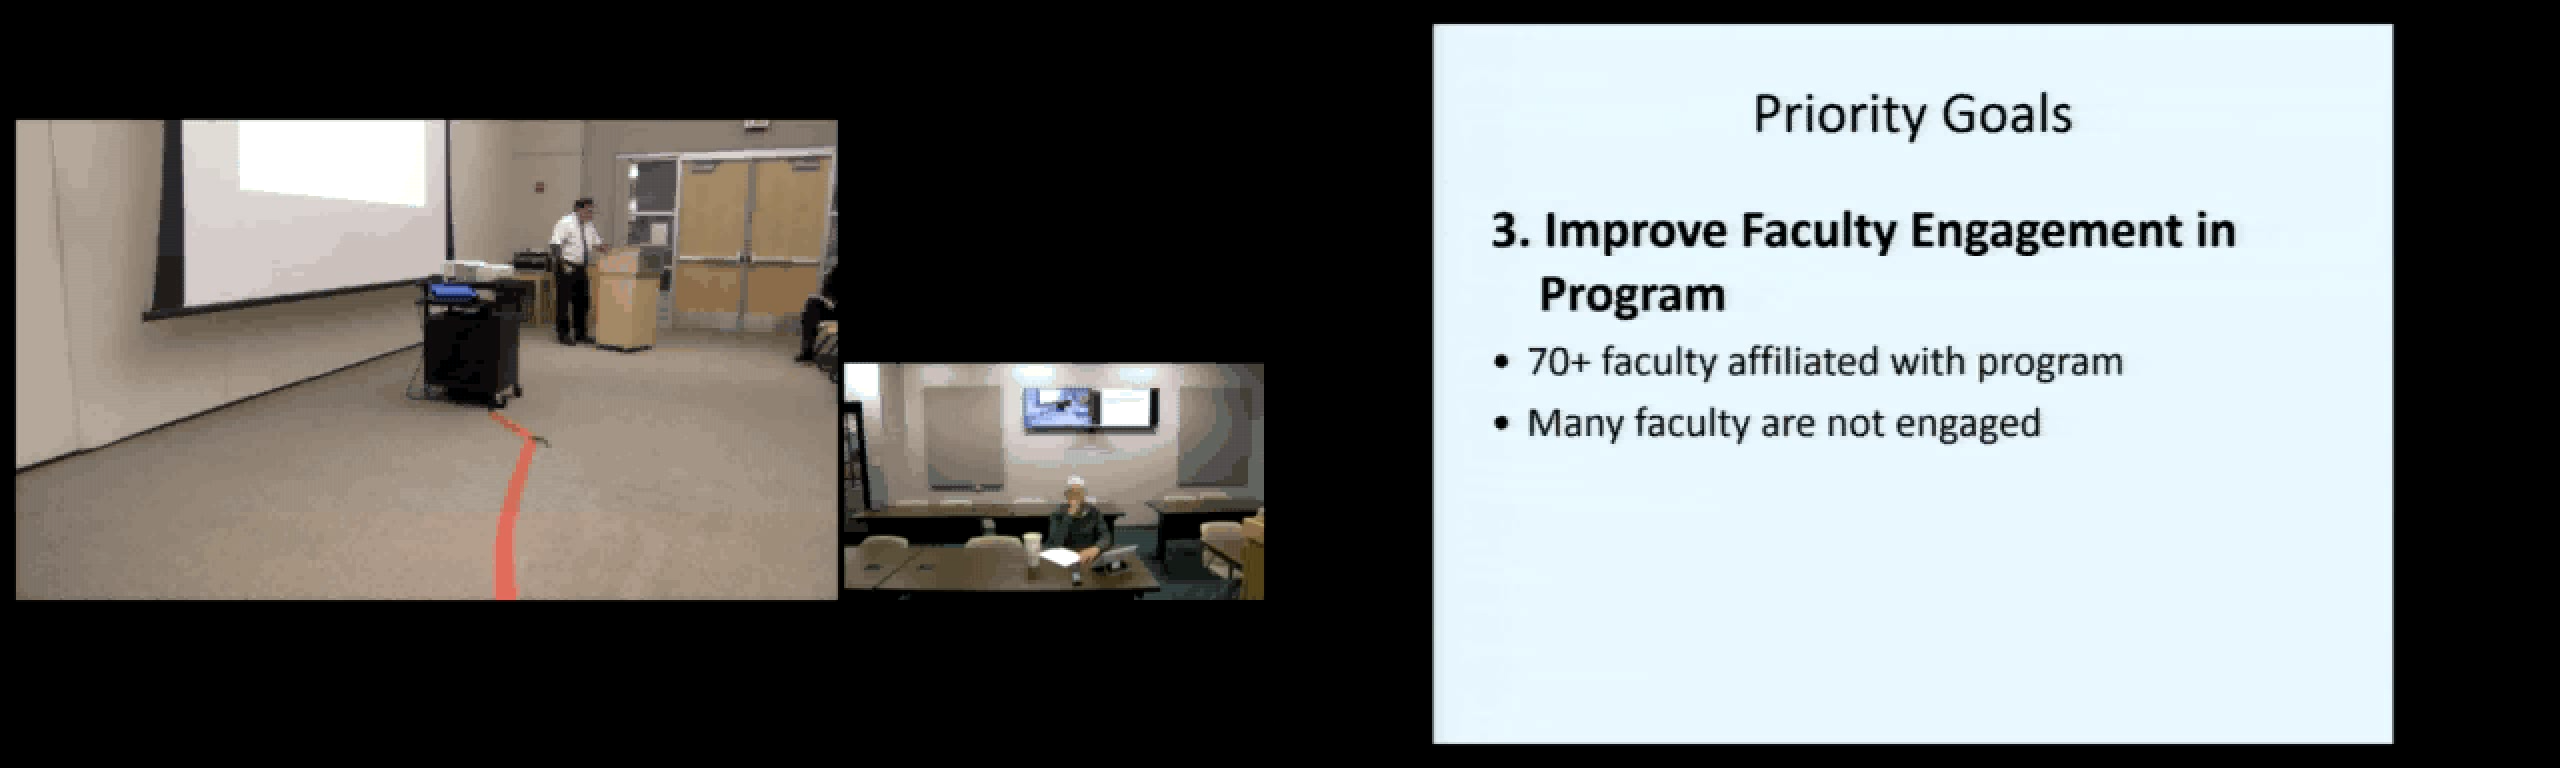 Priority Goals
3. Improve Faculty Engagement in
Program
• 70+ faculty affiliated with program
• Many faculty are not engaged